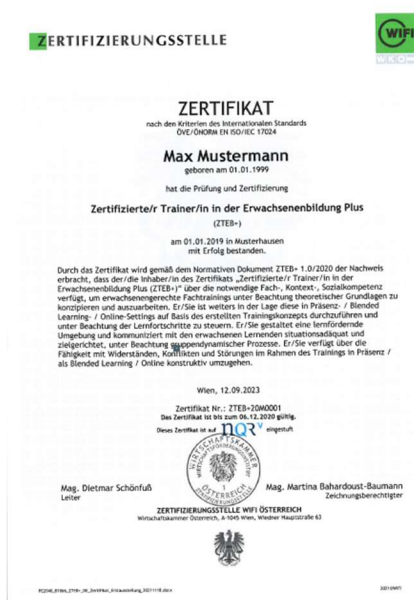 ZERTIFIZIERUNGSSTELLE
WIFI
WKO
ZERTIFIKAT
nach den Kriterien des Internationalen Standards
ÖVE/ÖNORM EN ISO/IEC 17024
Max Mustermann
geboren am 01.01.1999
hat die Prüfung und Zertifizierung
Zertifizierte/r Trainer/in in der Erwachsenenbildung Plus
(ZTEB+)
am 01.01.2019 in Musterhausen
mit Erfolg bestanden.
Durch das Zertifikat wird gemäß dem Normativen Dokument ZTEB+ 1.0/2020 der Nachweis
erbracht, dass der/die Inhaber/in des Zertifikats „Zertifizierte/r Trainer/in in der
Erwachsenenbildung Plus (ZTEB+)“ über die notwendige Fach-, Kontext-, Sozialkompetenz
verfügt, um erwachsenengerechte Fachtrainings unter Beachtung theoretischer Grundlagen zu
konzipieren und auszuarbeiten. Er/Sie ist weiters in der Lage diese in Präsenz- / Blended
Learning- / Online-Settings auf Basis des erstellten Trainingskonzepts durchzuführen und
unter Beachtung der Lernfortschritte zu steuern. Er/Sie gestaltet eine lernfördernde
Umgebung und kommuniziert mit den erwachsenen Lernenden situationsadäquat und
zielgerichtet, unter Beachtung gruppendynamischer Prozesse. Er/Sie verfügt über die
Fähigkeit mit Widerständen, Konflikten und Störungen im Rahmen des Trainings in Präsenz /
als Blended Learning / Online konstruktiv umzugehen.
Wien, 12.09.2023
Zertifikat Nr.: ZTEB+20M0001
Das Zertifikat ist bis zum 06.12.2020 gültig.
Dieses Zertifikat ist auf NQR V eingestuft
WIRTSCHAFTSKAMMER
ÖSTERREICH
Mag. Dietmar Schönfuß
Leiter
Mag. Martina Bahardoust-Baumann
Zeichnungsberechtigter
ZERTIFIZIERUNGSSTELLE WIFI ÖSTERREICH
Wirtschaftskammer Österreich, A-1045 Wien, Wiedner Hauptstraße 63